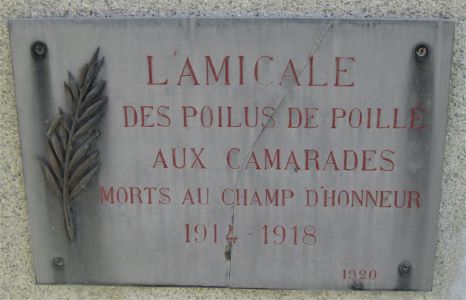 L'AMICALE
DES POILUS DE POILLÉ
AUX CAMARADES
MORTS AU CHAMP D'HONNEUR
1914 - 1918
1920